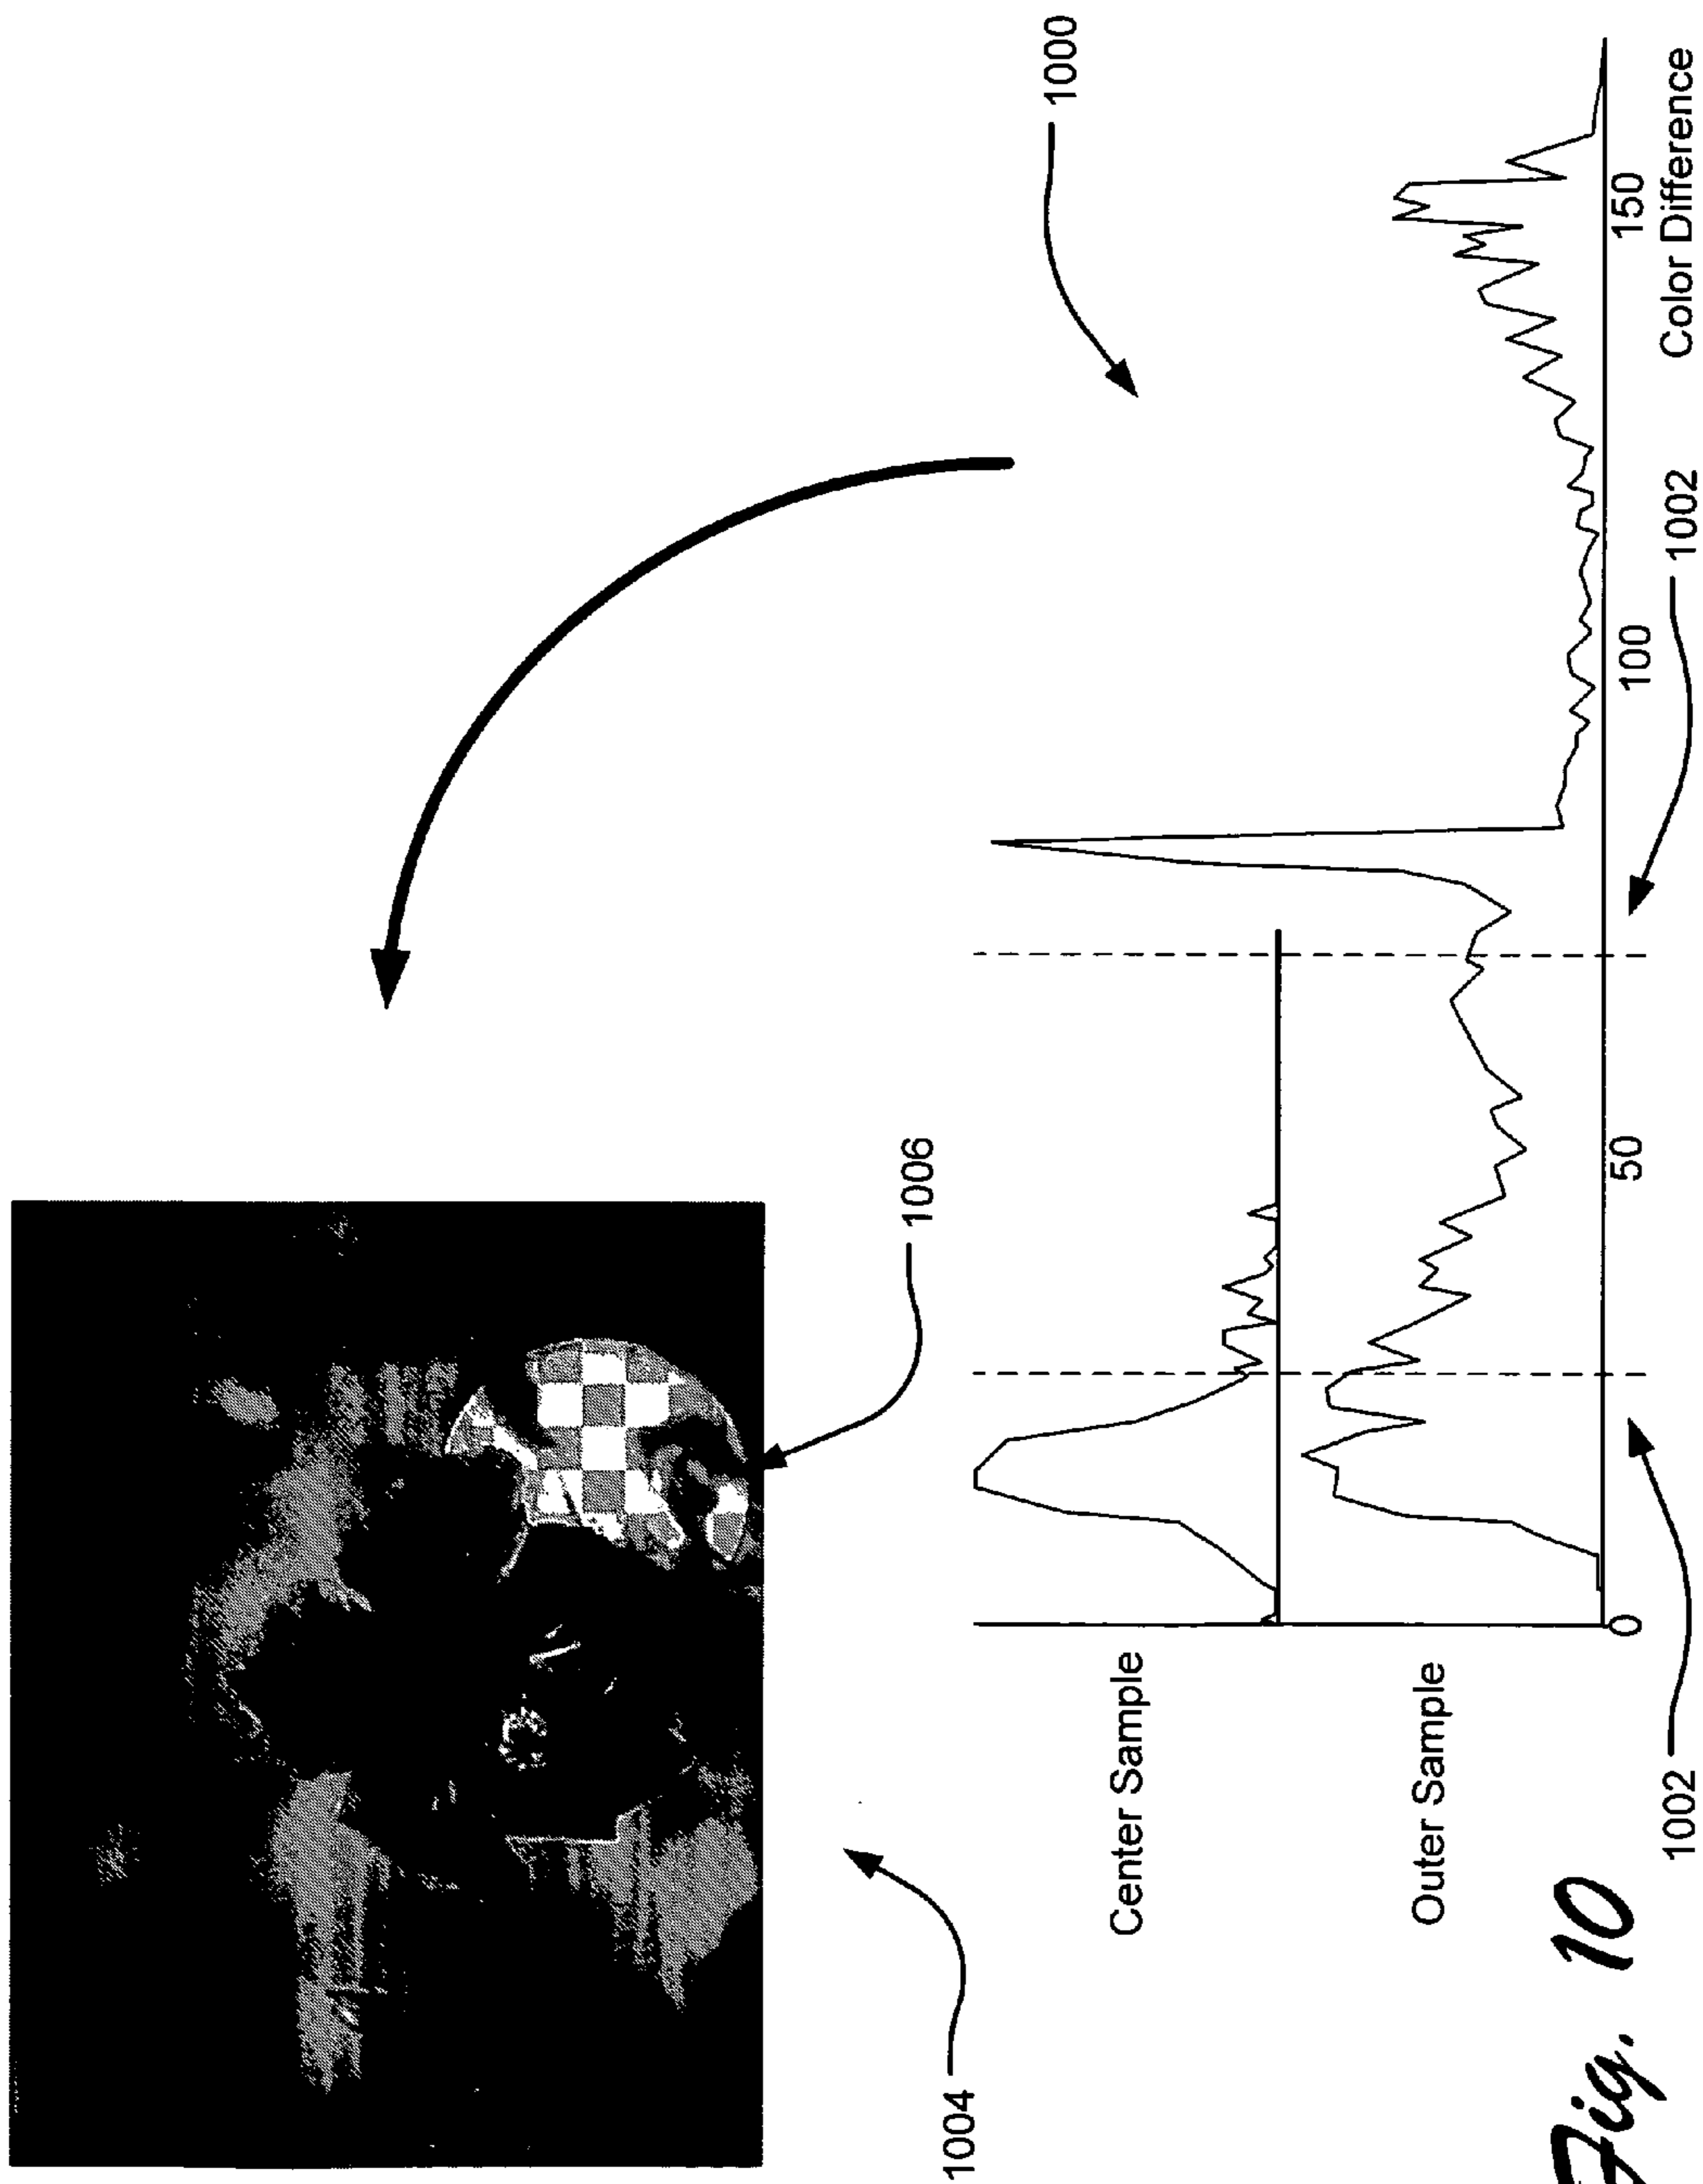 1004
1006
1000
Center Sample
Outer Sample
0
50
100
150
1002
1002
Color Difference
Fig. 10